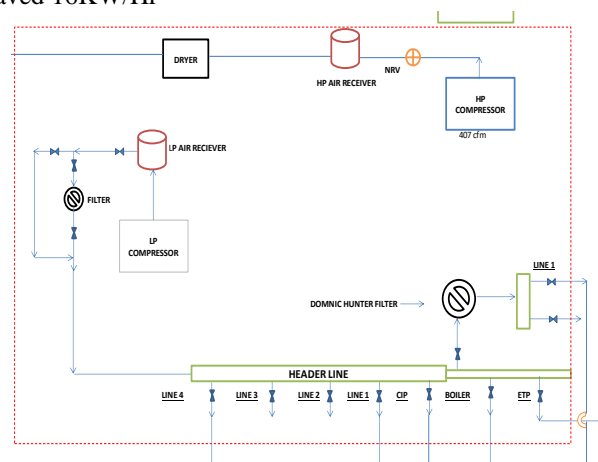 DRYER
HP AIR RECEIVER
NRV
HP
COMPRESSOR
407 cfm
LP AIR RECIEVER
FILTER
LP
COMPRESSOR
LINE 1
DOMNIC HUNTER FILTER
HEADER LINE
LINE 4
LINE 3
LINE 2
LINE 1
CIP
BOILER
ETP